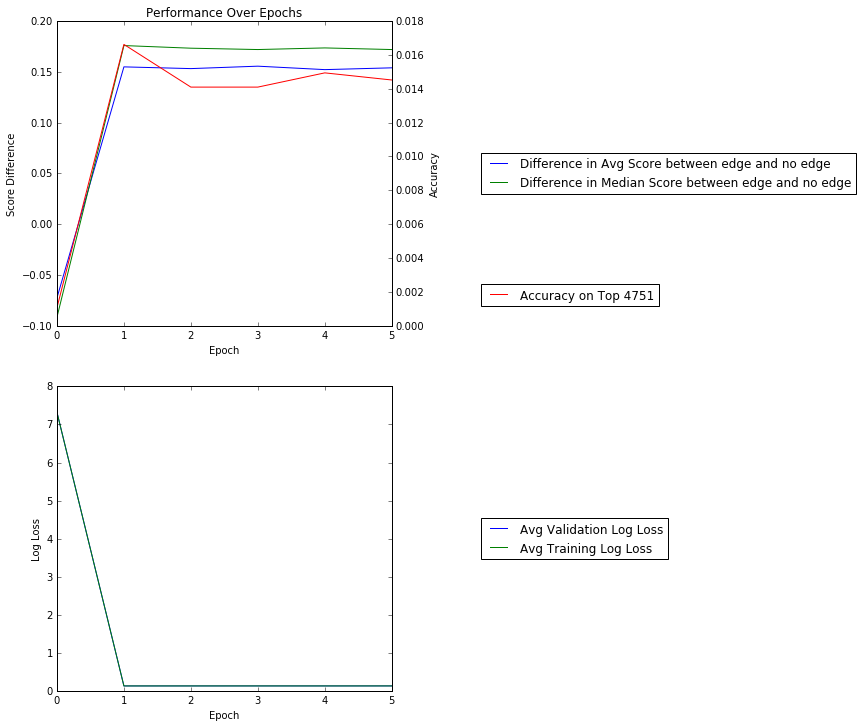 Performance Over Epochs
0.20
0.15
0.10
0.05
0.00
−0.05
−0.10
Score Difference
0.018
0.016
0.014
0.012
0.010
0.008
0.006
0.004
0.002
0.000
Accuracy
0 1 2 3 4 5
Epoch
Difference in Avg Score between edge and no edge
Difference in Median Score between edge and no edge
Accuracy on Top 4751
8
7
6
5
4
3
2
1
0
Log Loss
0 1 2 3 4 5
Epoch
Avg Validation Log Loss
Avg Training Log Loss